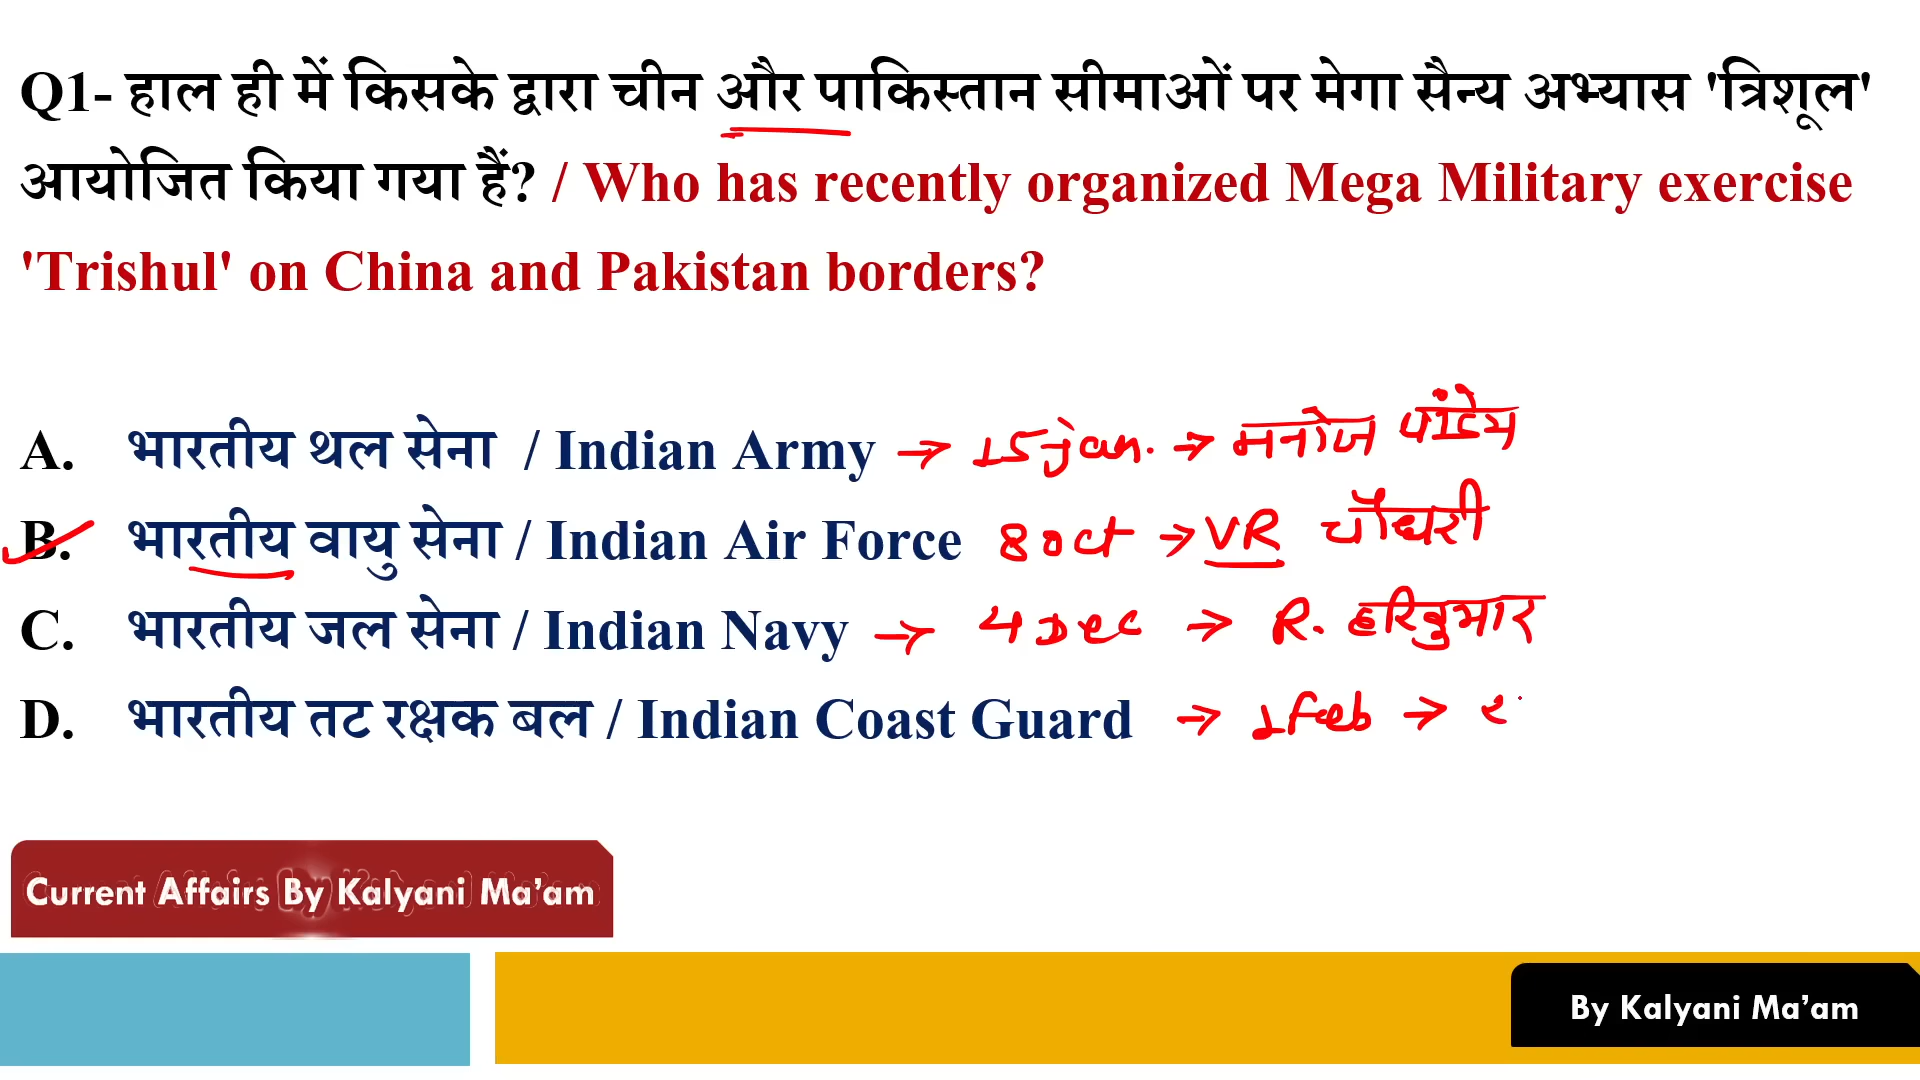 Q1- हाल ही में किसके द्वारा चीन और पाकिस्तान सीमाओं पर मेगा सैन्य अभ्यास 'त्रिशूल'
आयोजित किया गया हैं? / Who has recently organized Mega Military exercise
'Trishul' on China and Pakistan borders?
A. भारतीय थल सेना / Indian Army → 15 jan. → मनोज पांडेय
B. भारतीय वायु सेना / Indian Air Force 8 oct → VR चौधरी
C. भारतीय जल सेना / Indian Navy → 4 Dec → R. हरिकुमार
D. भारतीय तट रक्षक बल / Indian Coast Guard → 1 Feb →
Current Affairs By Kalyani Ma’am
By Kalyani Ma’am